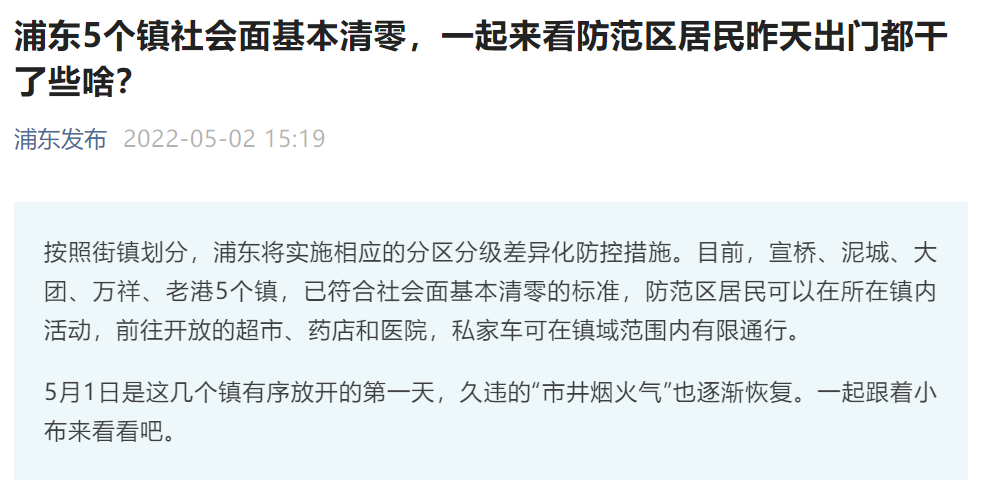 浦东5个镇社会面基本清零，一起来看防范区居民昨天出门都干
了些啥？
浦东发布 2022-05-02 15:19
按照街镇划分，浦东将实施相应的分区分级差异化防控措施。目前，宣桥、泥城、大
团、万祥、老港5个镇，已符合社会面基本清零的标准，防范区居民可以在所在镇内
活动，前往开放的超市、药店和医院，私家车可在镇域范围内有限通行。
5月1日是这几个镇有序放开的第一天，久违的“市井烟火气”也逐渐恢复。一起跟着小
布来看看吧。